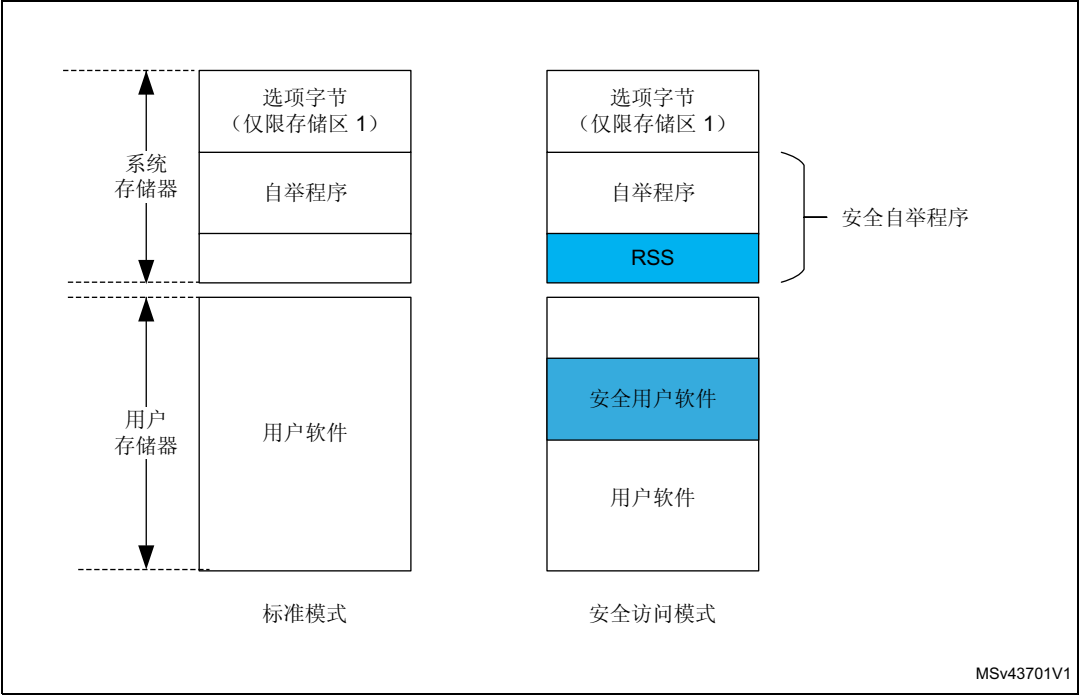 选项字节
（仅限存储区 1）
自举程序
系统
存储器
用户软件
用户
存储器
标准模式
选项字节
（仅限存储区 1）
自举程序
RSS
安全自举程序
安全用户软件
用户软件
安全访问模式
MSv43701V1